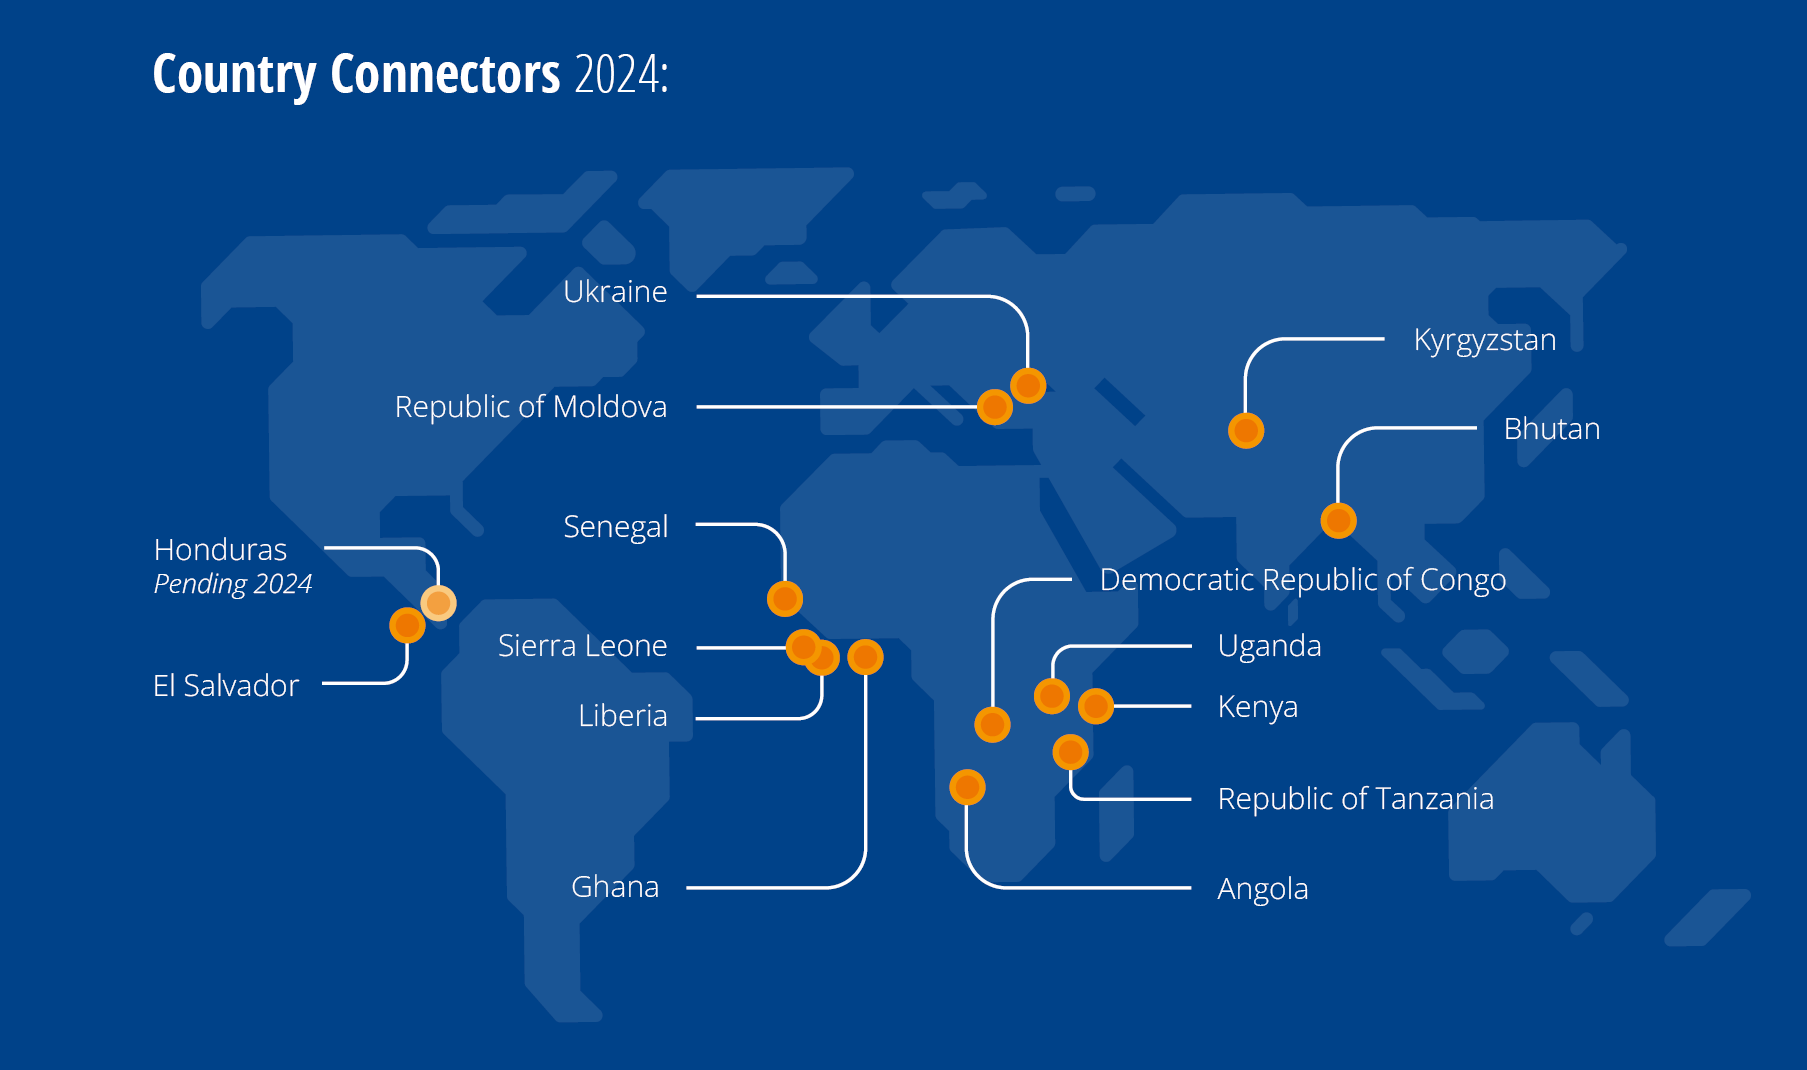 Country Connectors 2024:
Ukraine
Kyrgyzstan
Republic of Moldova
Bhutan
Senegal
Honduras
Pending 2024
Democratic Republic of Congo
Sierra Leone
Uganda
El Salvador
Kenya
Liberia
Republic of Tanzania
Ghana
Angola